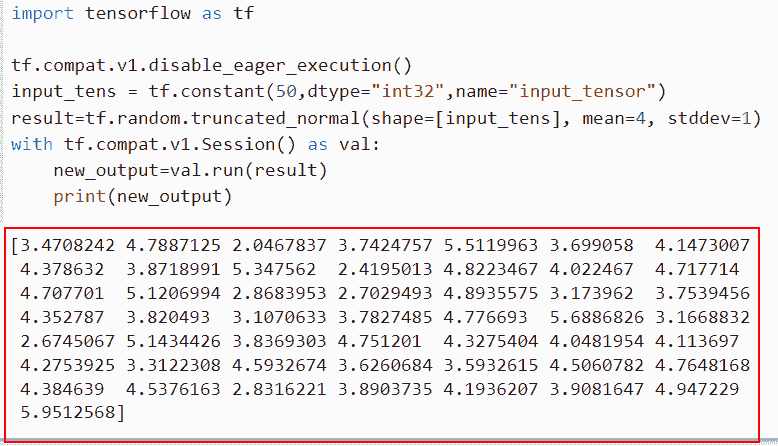 import tensorflow as tf
tf.compat.v1.disable_eager_execution()
input_tens = tf.constant(50,dtype="int32",name="input_tensor")
result=tf.random.truncated_normal(shape=[input_tens], mean=4, stddev=1)
with tf.compat.v1.Session() as val:
    new_output=val.run(result)
    print(new_output)
[3.4708242 4.7887125 2.0467837 3.7424757 5.5119963 3.699058  4.1473007
 4.378632  3.8718991 5.347562  2.4195013 4.8223467 4.022467  4.717714
 4.707701  5.1206994 2.8683953 2.7029493 4.8935575 3.173962  3.7539456
 4.352787  3.820493  3.1070633 3.7827485 4.776693  5.6886826 3.1668832
 2.6745067 5.1434426 3.8369303 4.751201  4.3275404 4.0481954 4.113697
 4.2753925 3.3122308 4.5932674 3.6260684 3.5932615 4.5060782 4.7648168
 4.384639  4.5376163 2.8316221 3.8903735 4.1936207 3.9081647 4.947229
 5.9512568]